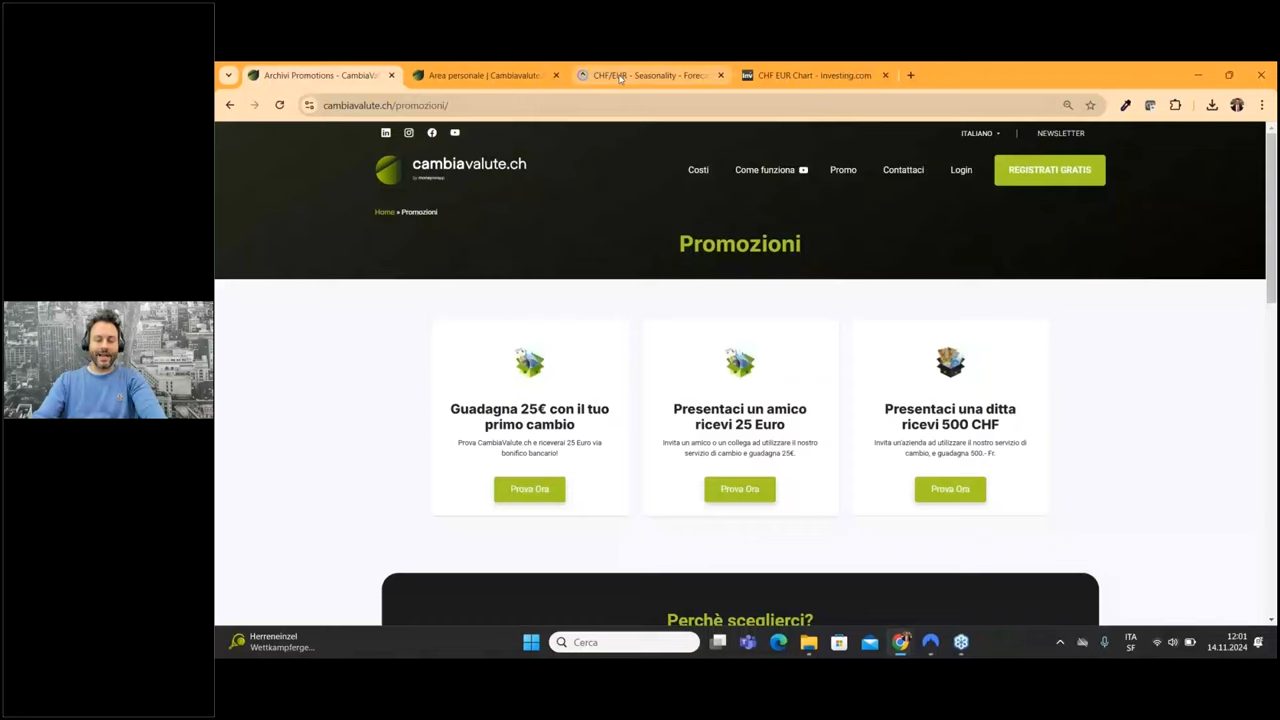 Archivi Promotions - CambiaVa
Area personale | Cambiavalute.
CHF/EUR - Seasonality - Foreca
Inv CHF EUR Chart - Investing.com
cambiavalute.ch/promozioni/
ITALIANO
NEWSLETTER
cambiavalute.ch
Costi
Come funziona
Promo
Contattaci
Login
REGISTRATI GRATIS
Home » Promozioni
Promozioni
Guadagna 25€ con il tuo
primo cambio
Prova CambiaValute.ch e riceverai 25 Euro via
bonifico bancario!
Prova Ora
Presentaci un amico
ricevi 25 Euro
Invita un amico o un collega ad utilizzare il nostro
servizio di cambio e guadagna 25€.
Prova Ora
Presentaci una ditta
ricevi 500 CHF
Invita un'azienda ad utilizzare il nostro servizio di
cambio, e guadagna 500.- Fr.
Prova Ora
Perchè sceglierci?
Herreneinzel
Wettkampferge...
Cerca
ITA
SF
12:01
14.11.2024